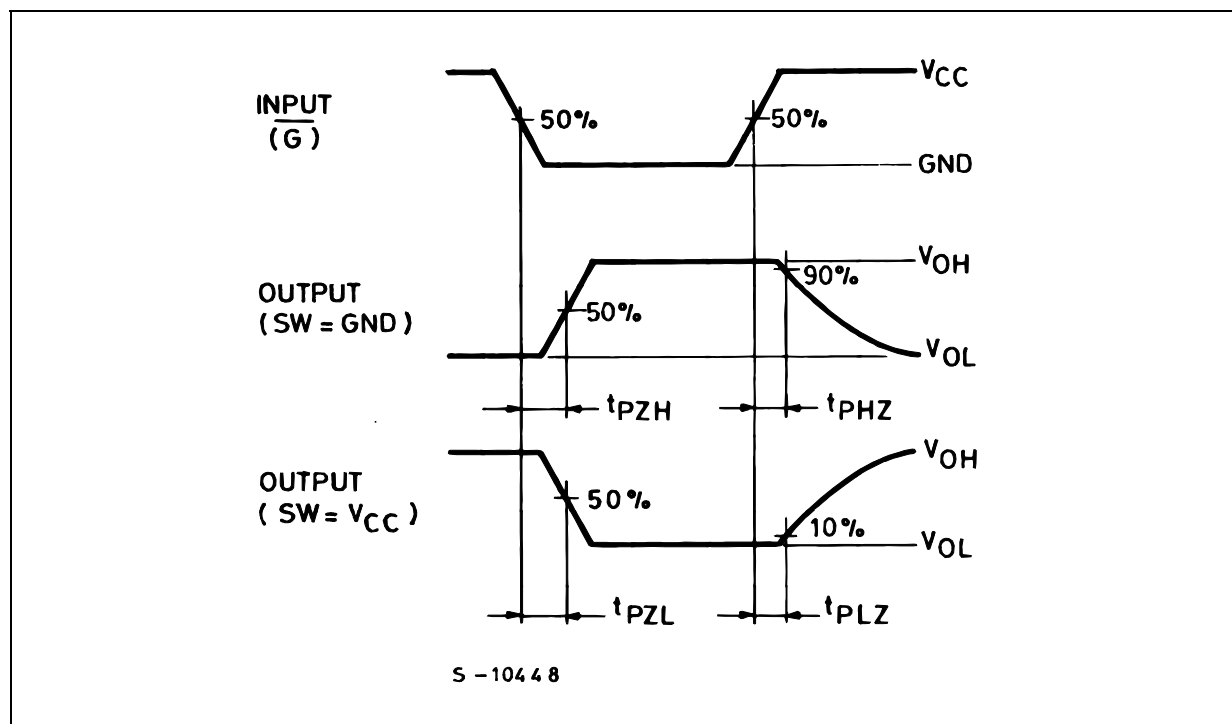 VCC
INPUT
(G)
50%
50%
GND
VOH
90%
OUTPUT
(SW = GND)
50%
VOL
tPZH
tPHZ
VOH
OUTPUT
( SW = VCC )
50%
10%
VOL
tPZL
tPLZ
S -10448